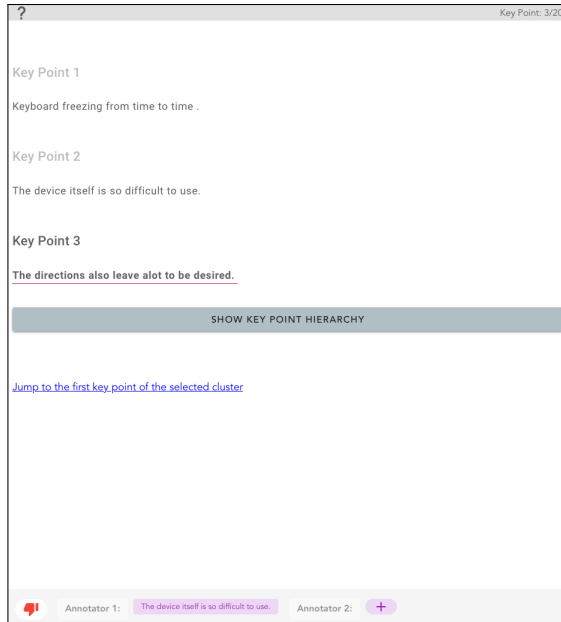 ?
Key Point: 3/20
Key Point 1
Keyboard freezing from time to time .
Key Point 2
The device itself is so difficult to use.
Key Point 3
The directions also leave alot to be desired.
SHOW KEY POINT HIERARCHY
Jump to the first key point of the selected cluster
Annotator 1: The device itself is so difficult to use. Annotator 2: +